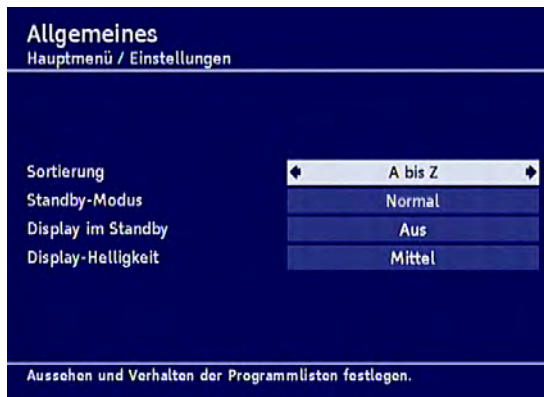 Allgemeines
Hauptmenü / Einstellungen
Sortierung A bis Z
Standby-Modus Normal
Display im Standby Aus
Display-Helligkeit Mittel
Aussehen und Verhalten der Programmlisten festlegen.